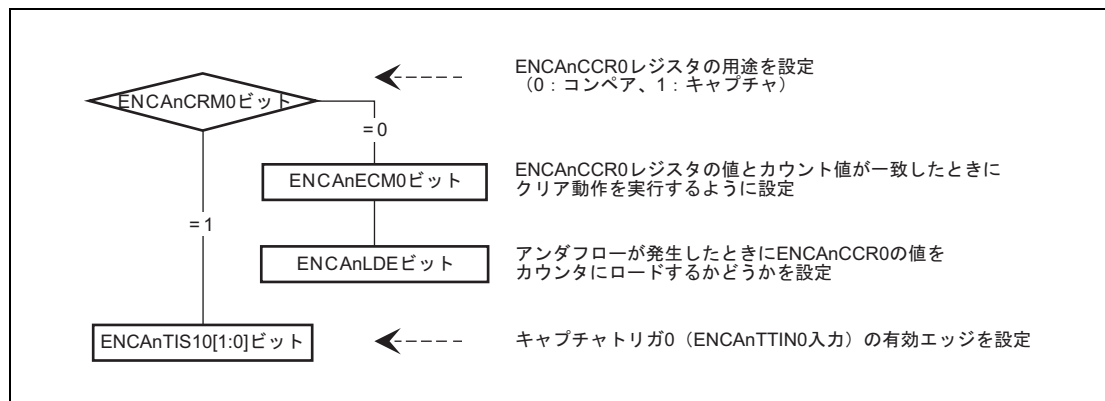 ENCAnCCR0レジスタの用途を設定
（0：コンペア、1：キャプチャ）
ENCAnCRM0ビット
= 0
ENCAnECM0ビット
ENCAnCCR0レジスタの値とカウント値が一致したときに
クリア動作を実行するように設定
= 1
ENCAnLDEビット
アンダフローが発生したときにENCAnCCR0の値を
カウンタにロードするかどうかを設定
ENCAnTIS10[1:0]ビット
キャプチャトリガ0（ENCAnTTIN0入力）の有効エッジを設定